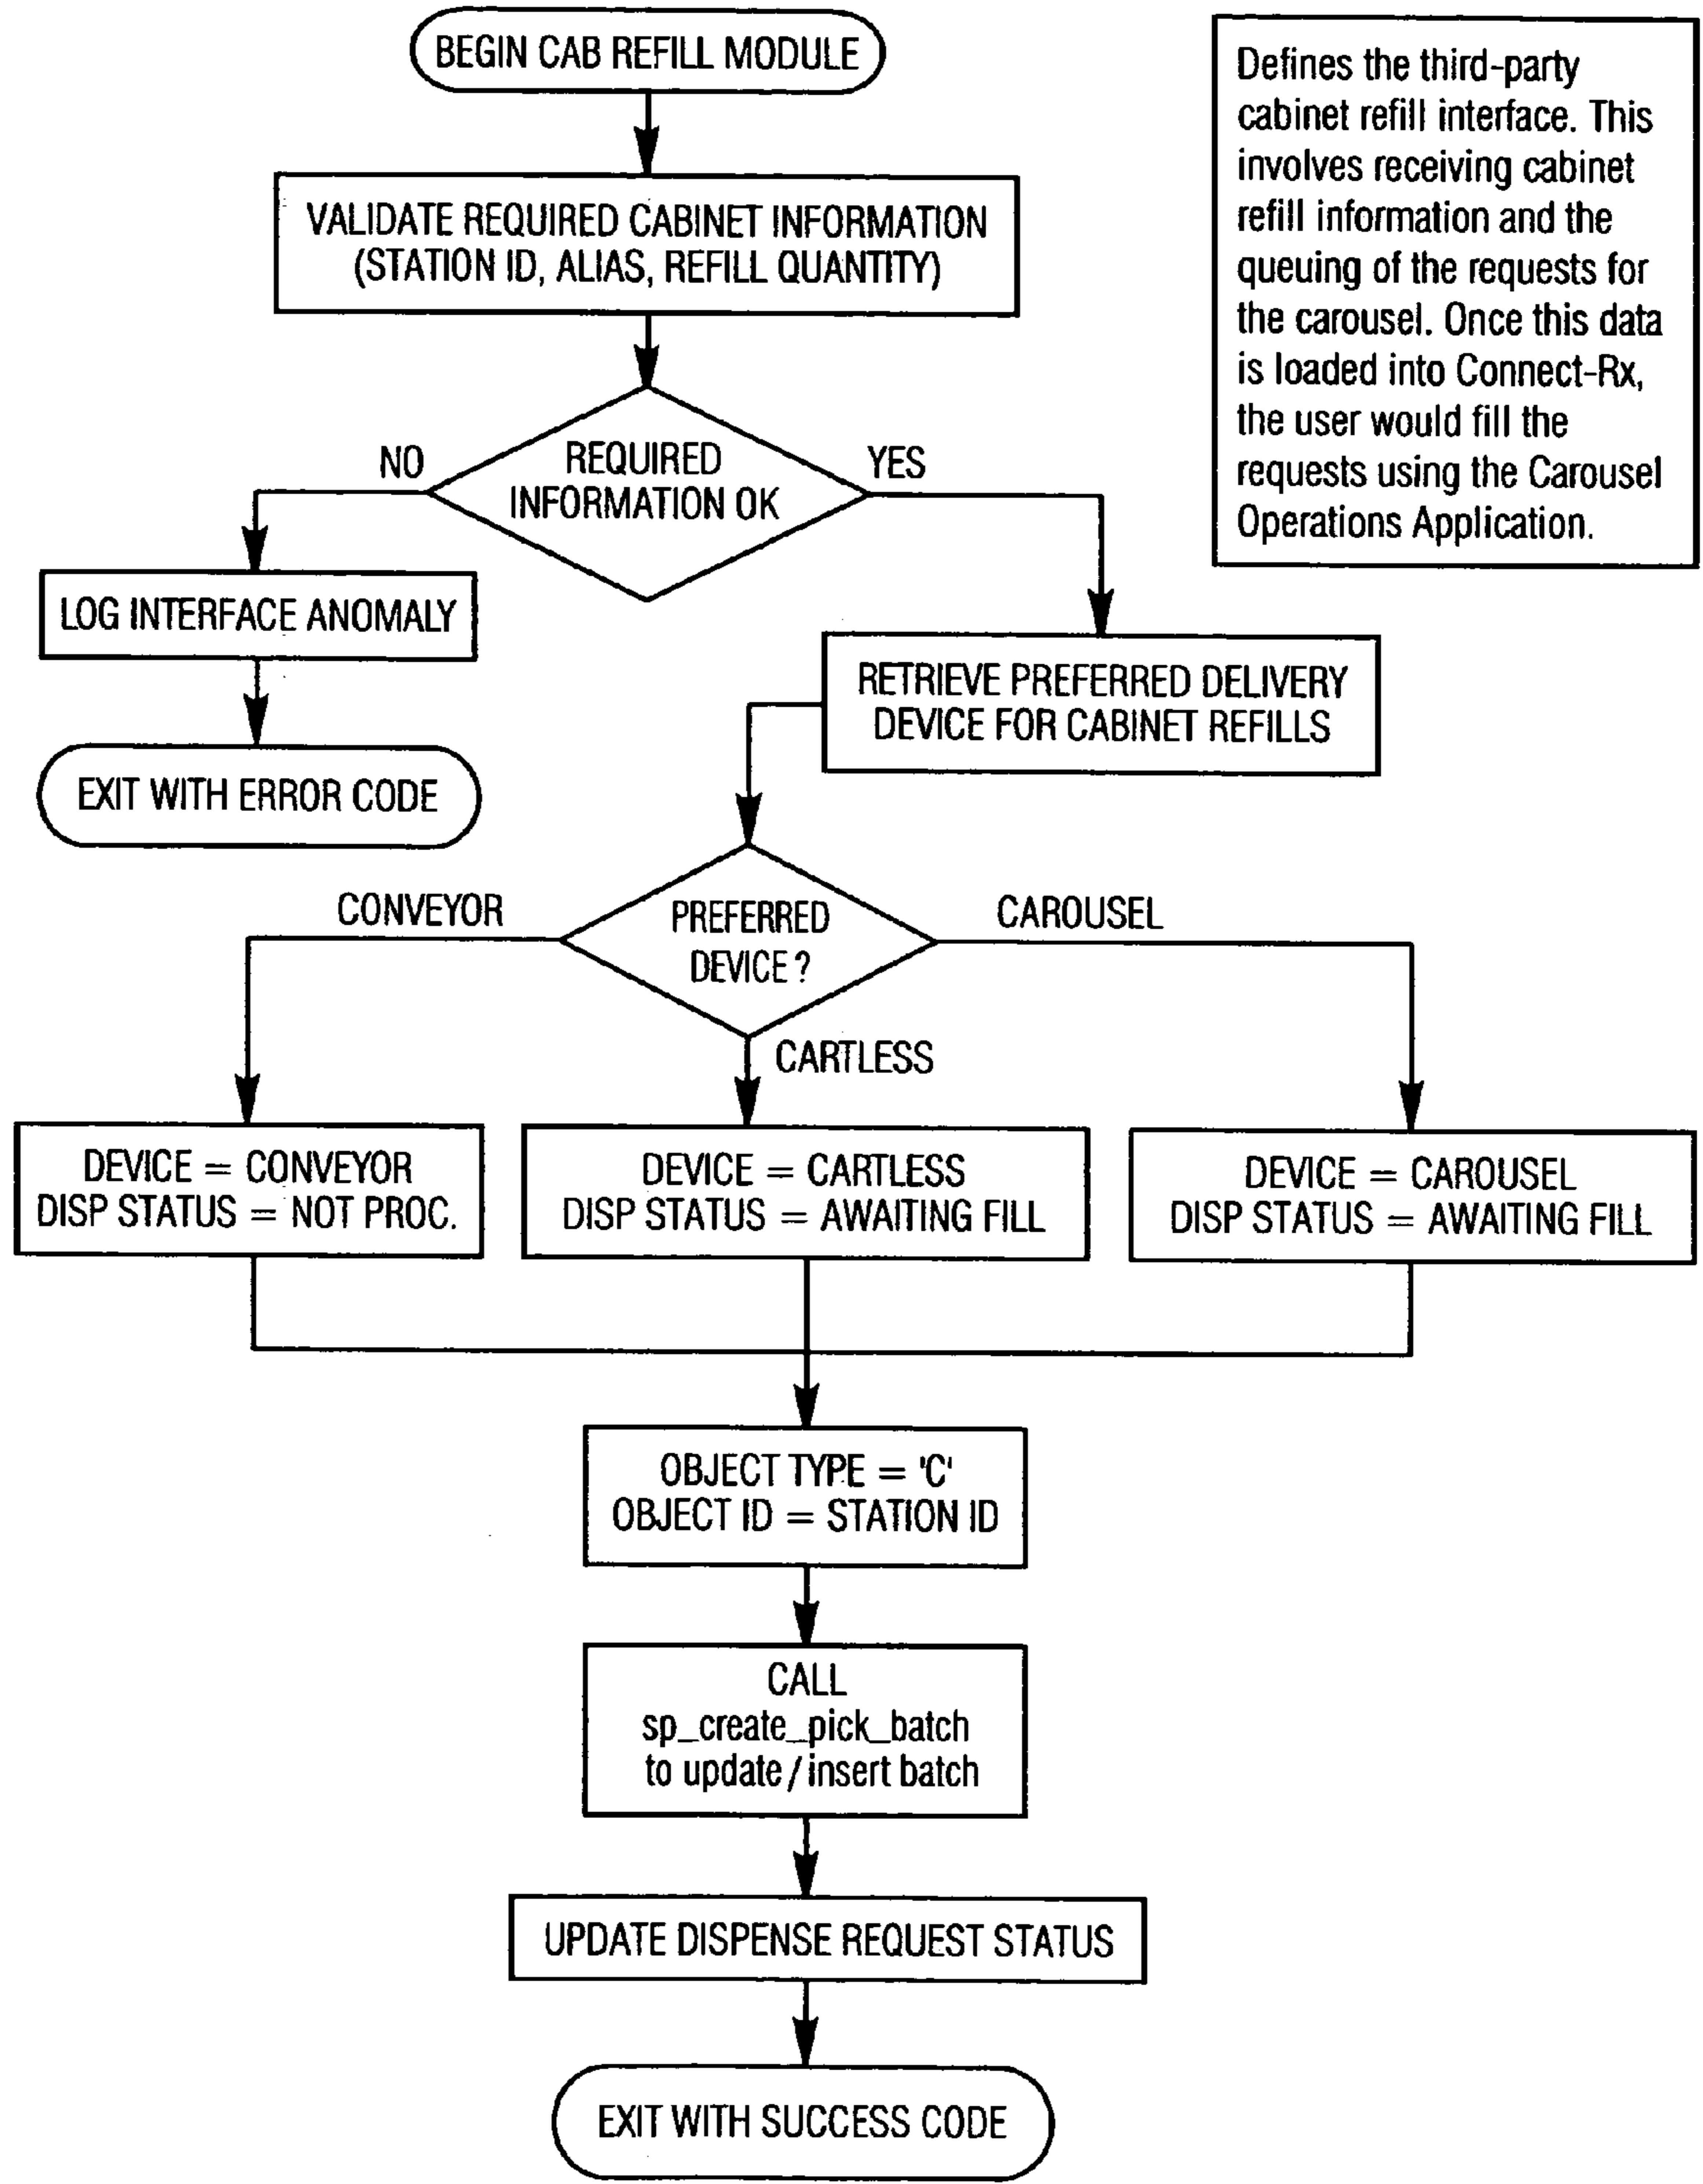 BEGIN CAB REFILL MODULE
Defines the third-party
cabinet refill interface. This
involves receiving cabinet
refill information and the
queuing of the requests for
the carousel. Once this data
is loaded into Connect-Rx,
the user would fill the
requests using the Carousel
Operations Application.
VALIDATE REQUIRED CABINET INFORMATION
(STATION ID, ALIAS, REFILL QUANTITY)
REQUIRED
INFORMATION OK
NO
YES
LOG INTERFACE ANOMALY
EXIT WITH ERROR CODE
RETRIEVE PREFERRED DELIVERY
DEVICE FOR CABINET REFILLS
PREFERRED
DEVICE?
CONVEYOR
CARTLESS
CAROUSEL
DEVICE = CONVEYOR
DISP STATUS = NOT PROC.
DEVICE = CARTLESS
DISP STATUS = AWAITING FILL
DEVICE = CAROUSEL
DISP STATUS = AWAITING FILL
OBJECT TYPE = 'C'
OBJECT ID = STATION ID
CALL
sp_create_pick_batch
to update/insert batch
UPDATE DISPENSE REQUEST STATUS
EXIT WITH SUCCESS CODE